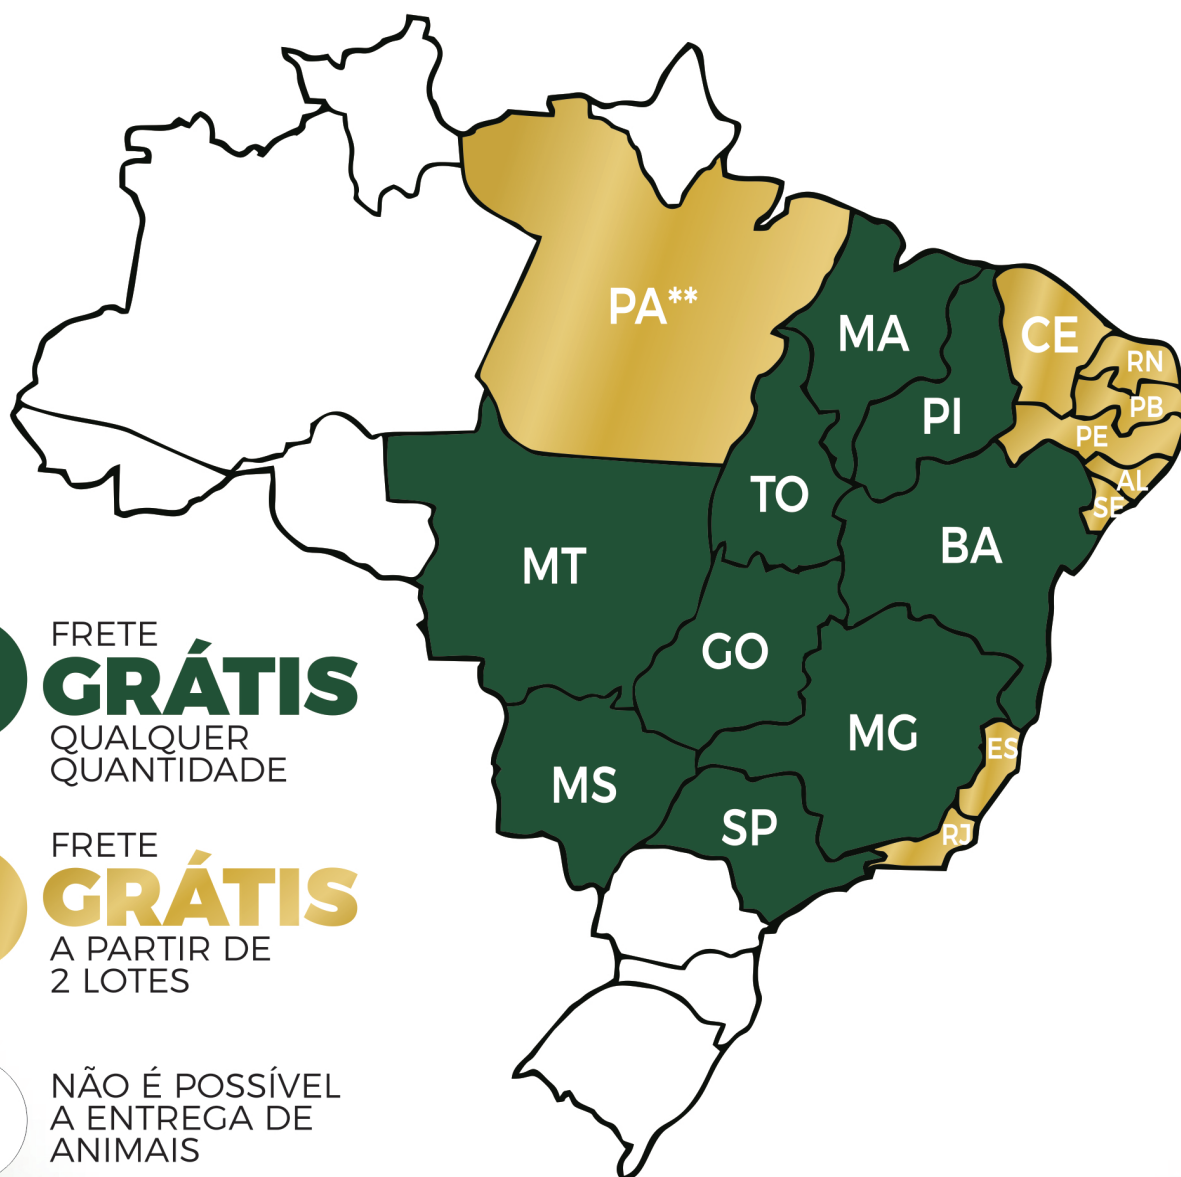 PA**
MA
CE
RN
PI
PB
PE
AL
SE
TO
BA
MT
GO
MG
ES
MS
SP
RJ
FRETE
GRÁTIS
QUALQUER
QUANTIDADE
FRETE
GRÁTIS
A PARTIR DE
2 LOTES
NÃO É POSSÍVEL
A ENTREGA DE
ANIMAIS